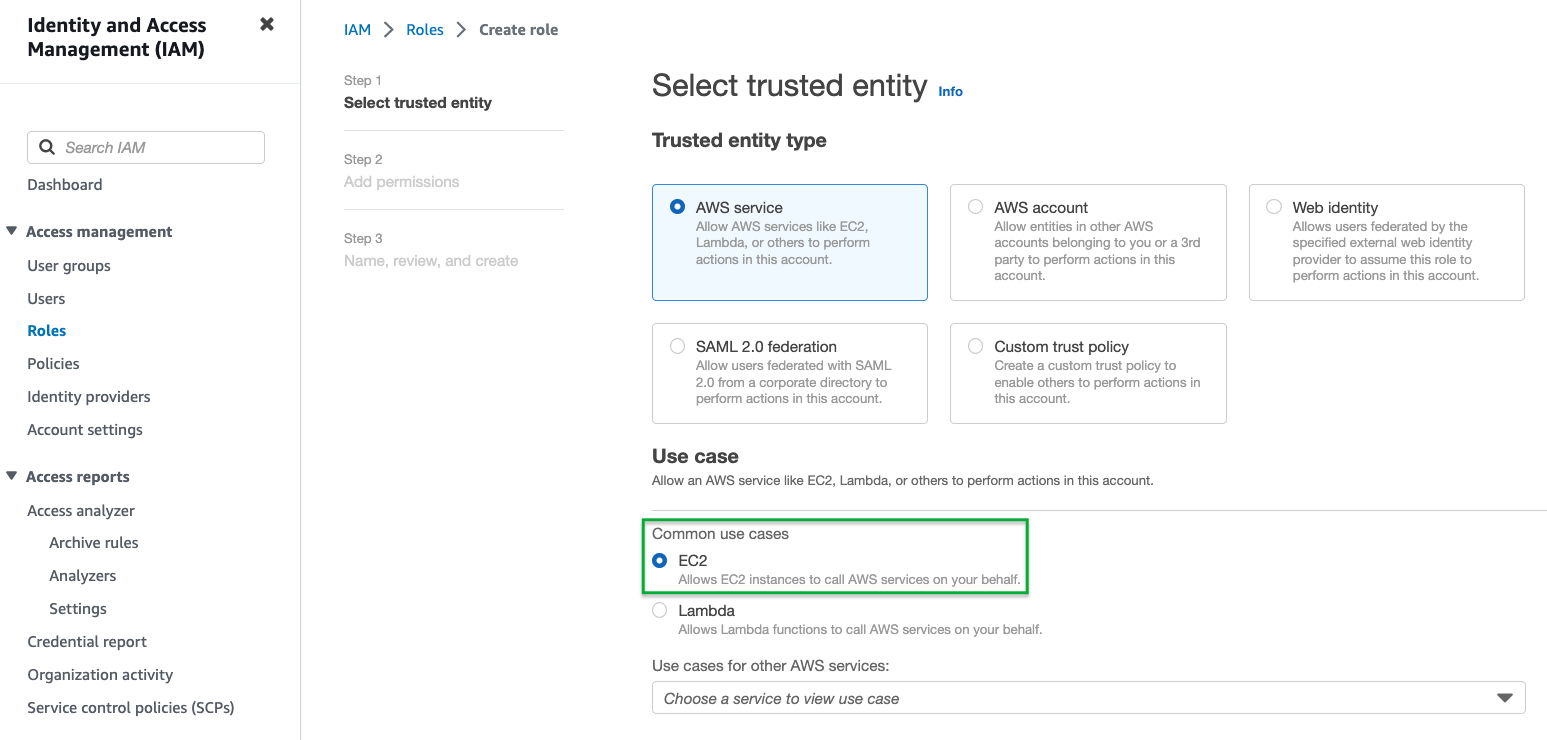 Identity and Access
Management (IAM)
Search IAM
Dashboard
Access management
User groups
Users
Roles
Policies
Identity providers
Account settings
Access reports
Access analyzer
Archive rules
Analyzers
Settings
Credential report
Organization activity
Service control policies (SCPs)
IAM > Roles > Create role
Step 1
Select trusted entity
Step 2
Add permissions
Step 3
Name, review, and create
Select trusted entity Info
Trusted entity type
AWS service
Allow AWS services like EC2,
Lambda, or others to perform
actions in this account.
AWS account
Allow entities in other AWS
accounts belonging to you or a 3rd
party to perform actions in this
account.
Web identity
Allows users federated by the
specified external web identity
provider to assume this role to
perform actions in this account.
SAML 2.0 federation
Allow users federated with SAML
2.0 from a corporate directory to
perform actions in this account.
Custom trust policy
Create a custom trust policy to
enable others to perform actions in
this account.
Use case
Allow an AWS service like EC2, Lambda, or others to perform actions in this account.
Common use cases
EC2
Allows EC2 instances to call AWS services on your behalf.
Lambda
Allows Lambda functions to call AWS services on your behalf.
Use cases for other AWS services:
Choose a service to view use case